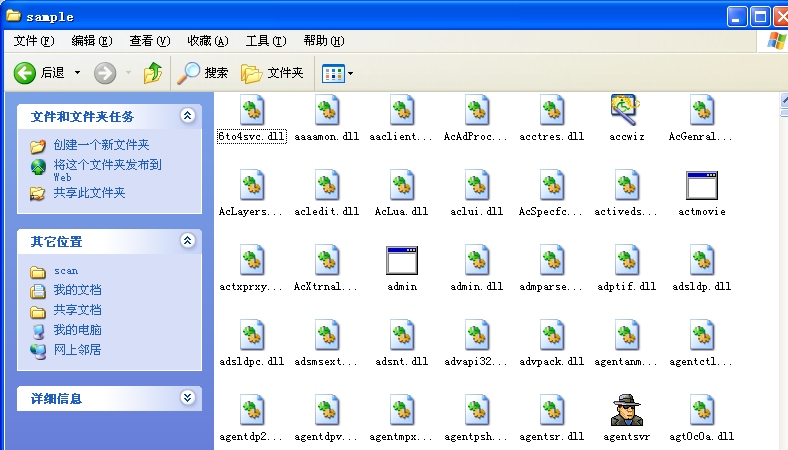 sample
文件(F) 编辑(E) 查看(V) 收藏(A) 工具(T) 帮助(H)
后退 搜索 文件夹
文件和文件夹任务
创建一个新文件夹
将这个文件夹发布到
Web
共享此文件夹
其它位置
scan
我的文档
共享文档
我的电脑
网上邻居
详细信息
6to4svc.dll aaaamon.dll aaclient... AcAdProc... acctres.dll accwiz AcGenral...
AcLayers... acledit.dll AcLua.dll aclui.dll AcSpecfc... activeds... actmovie
actxprxy... AcXtrnal... admin admin.dll admparse... adptif.dll adsldp.dll
adsldpc.dll adsmsext... adsnt.dll advapi32... advpack.dll agentanm... agentctl...
agentdp2... agentdpv... agentmpx... agentpsh... agentsr.dll agentsvr agt0c0a.dll